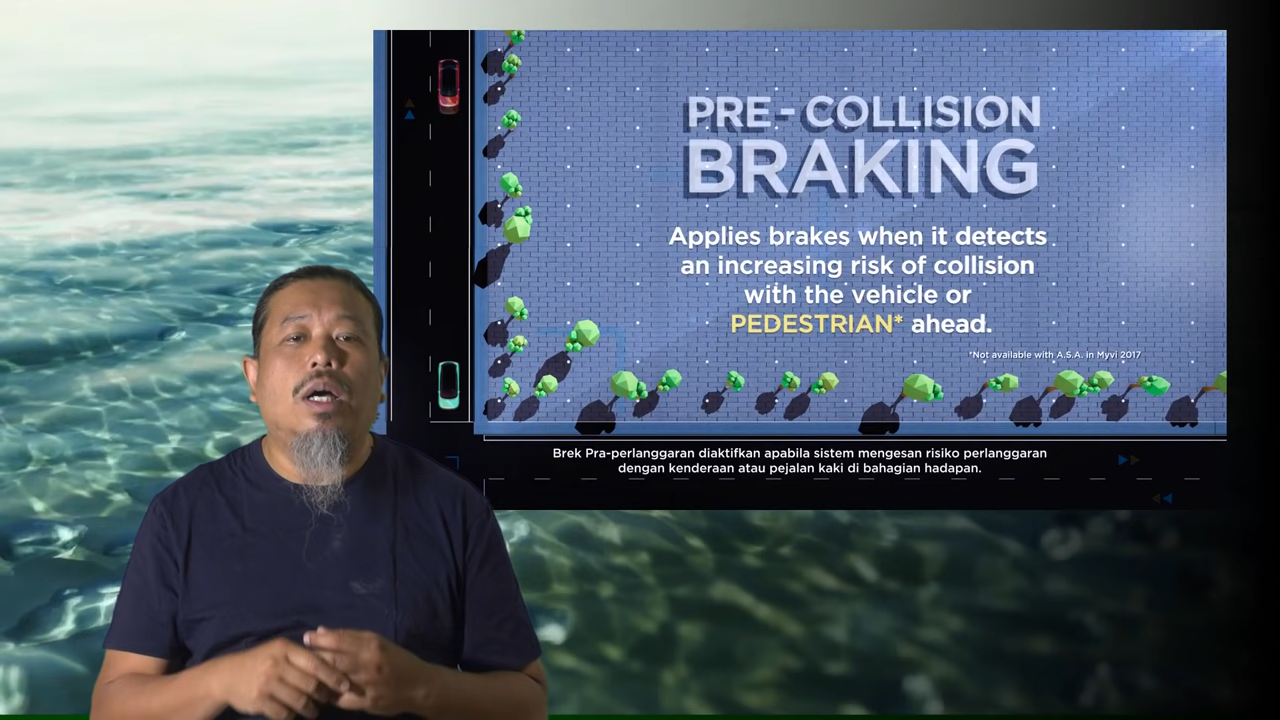 PRE-COLLISION
BRAKING
Applies brakes when it detects
an increasing risk of collision
with the vehicle or
PEDESTRIAN* ahead.
*Not available with A.S.A. in Myvi 2017
Brek Pra-perlanggaran diaktifkan apabila sistem mengesan risiko perlanggaran
dengan kenderaan atau pejalan kaki di bahagian hadapan.